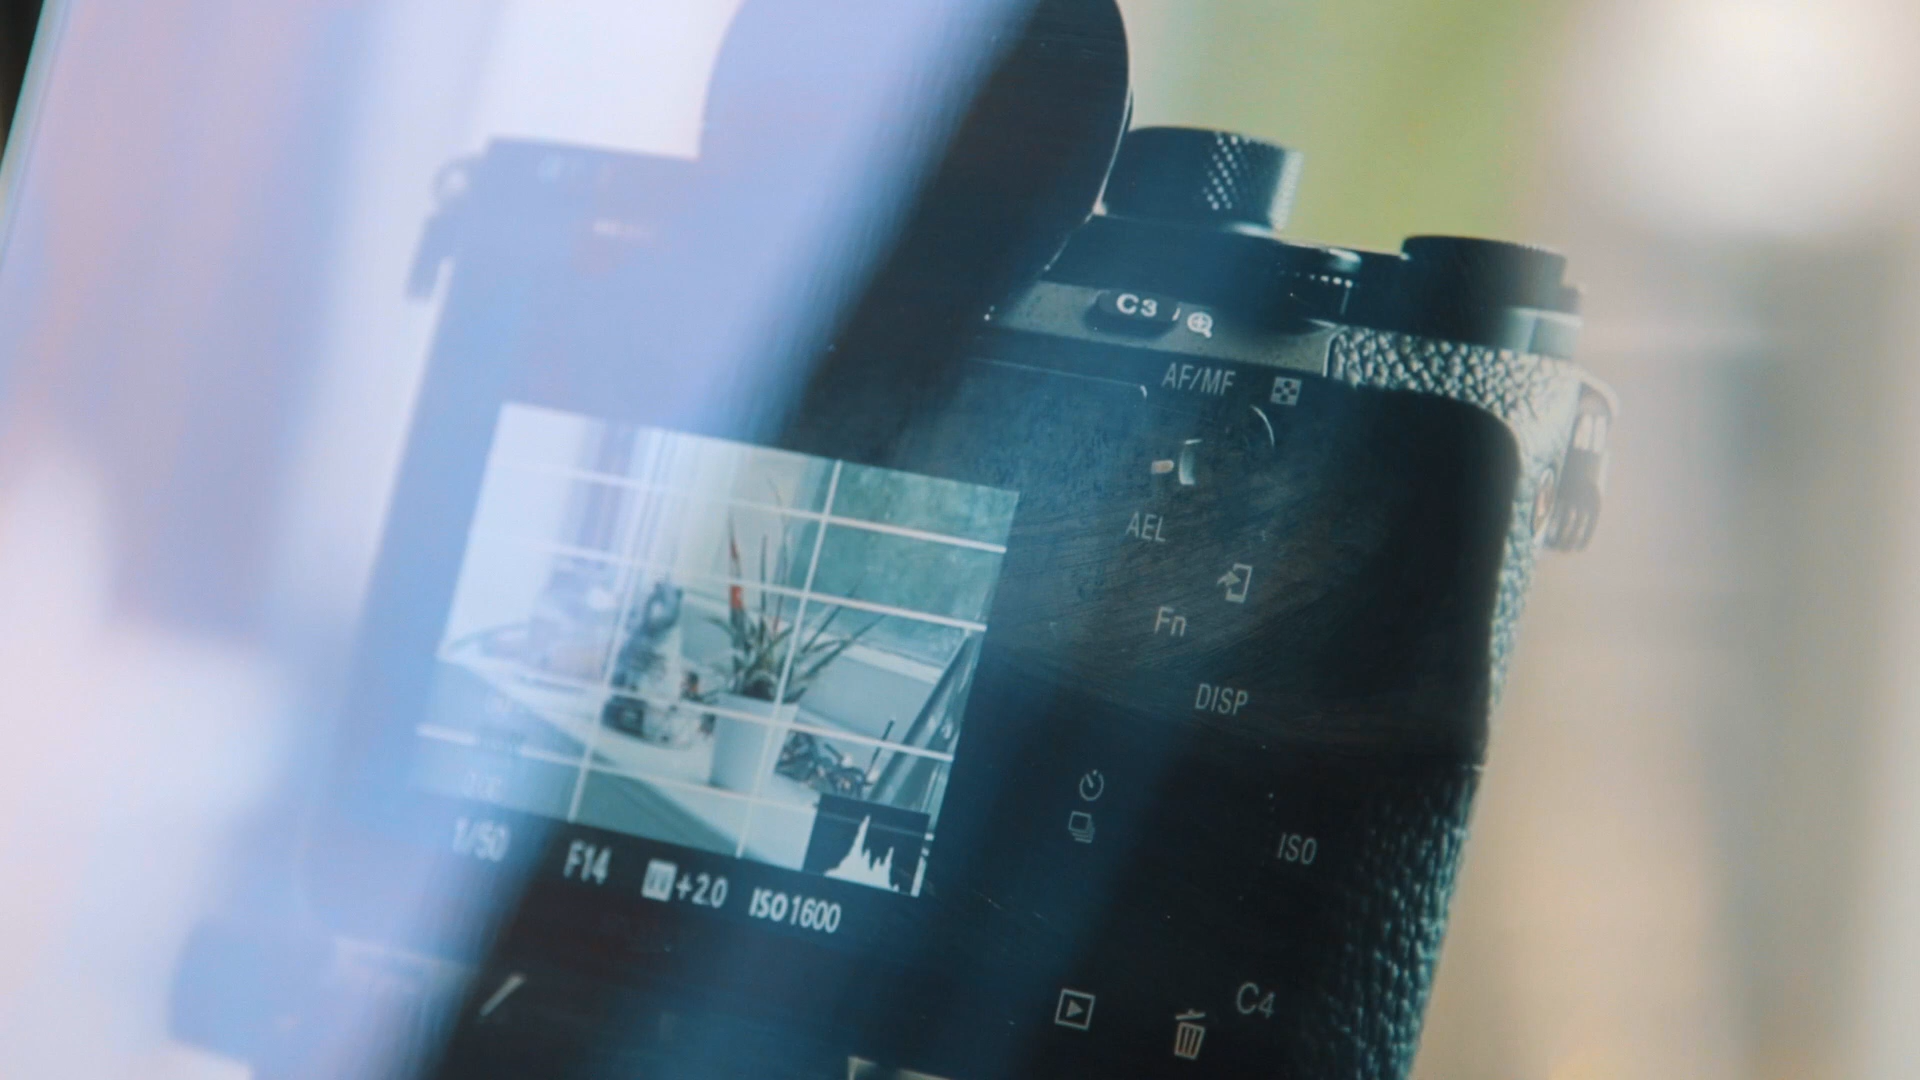 C3 /
AF/MF
AEL
Fn
DISP
ISO
1/50 F14 +2.0 ISO1600
C4